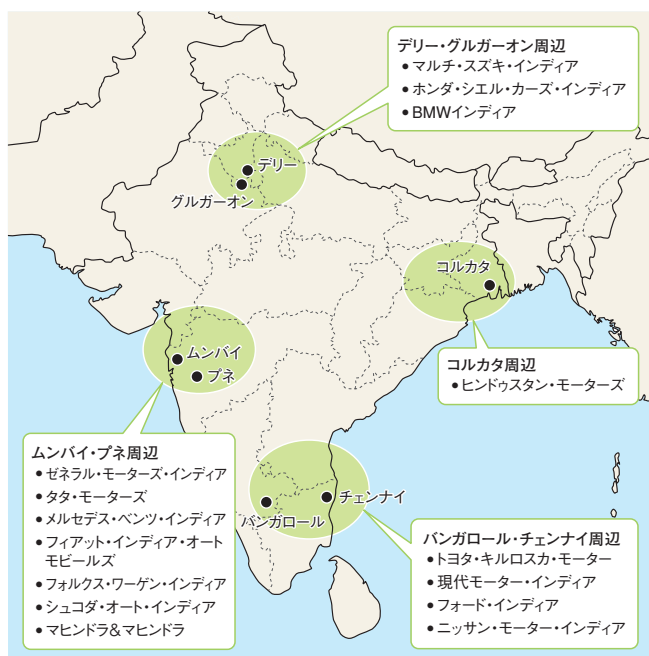 デリー・グルガーオン周辺
●マルチ・スズキ・インディア
●ホンダ・シエル・カーズ・インディア
●BMWインディア
デリー
グルガーオン
コルカタ
コルカタ周辺
●ヒンドゥスタン・モーターズ
ムンバイ
プネ
ムンバイ・プネ周辺
●ゼネラル・モーターズ・インディア
●タタ・モーターズ
●メルセデス・ベンツ・インディア
●フィアット・インディア・オート
モビールズ
●フォルクス・ワーゲン・インディア
●シュコダ・オート・インディア
●マヒンドラ&マヒンドラ
チェンナイ
バンガロール
バンガロール・チェンナイ周辺
●トヨタ・キルロスカ・モーター
●現代モーター・インディア
●フォード・インディア
●ニッサン・モーター・インディア